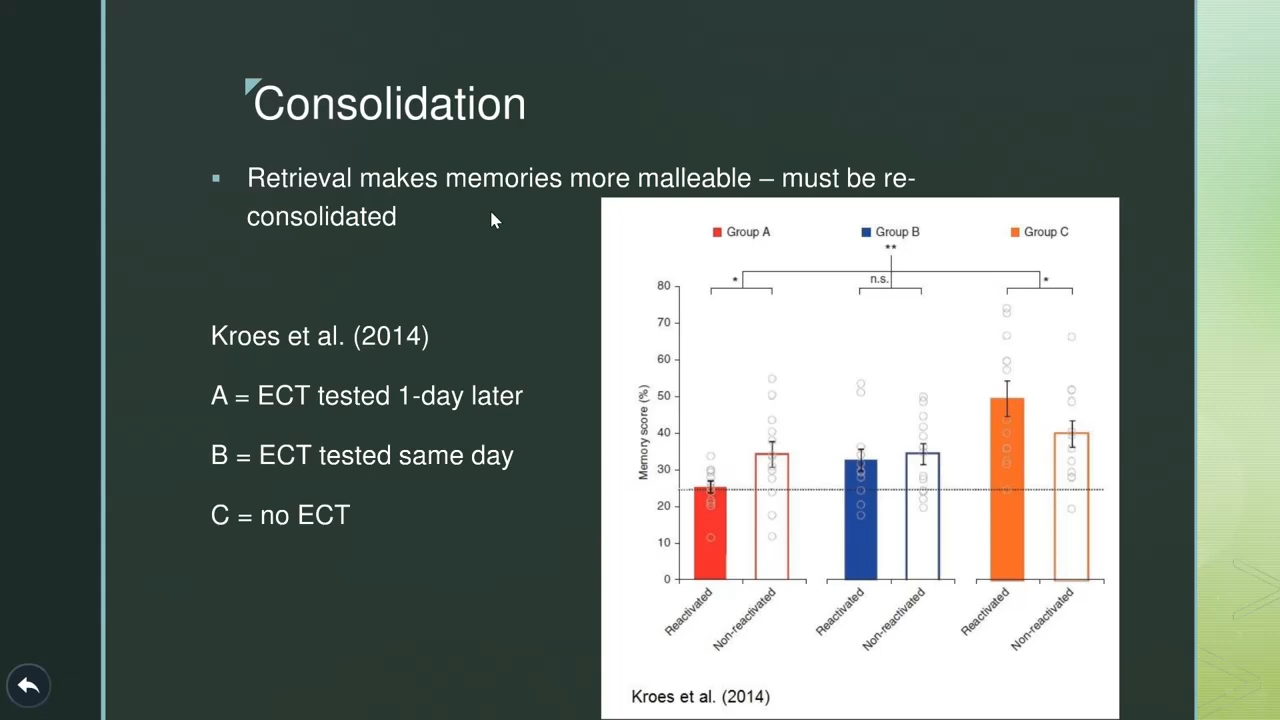 Consolidation
▪ Retrieval makes memories more malleable – must be re-
consolidated
Kroes et al. (2014)
A = ECT tested 1-day later
B = ECT tested same day
C = no ECT
Group A Group B Group C
**
* n.s. *
80
70
60
50
40
30
20
10
0
Memory score (%)
Reactivated Non-reactivated Reactivated Non-reactivated Reactivated Non-reactivated
Kroes et al. (2014)